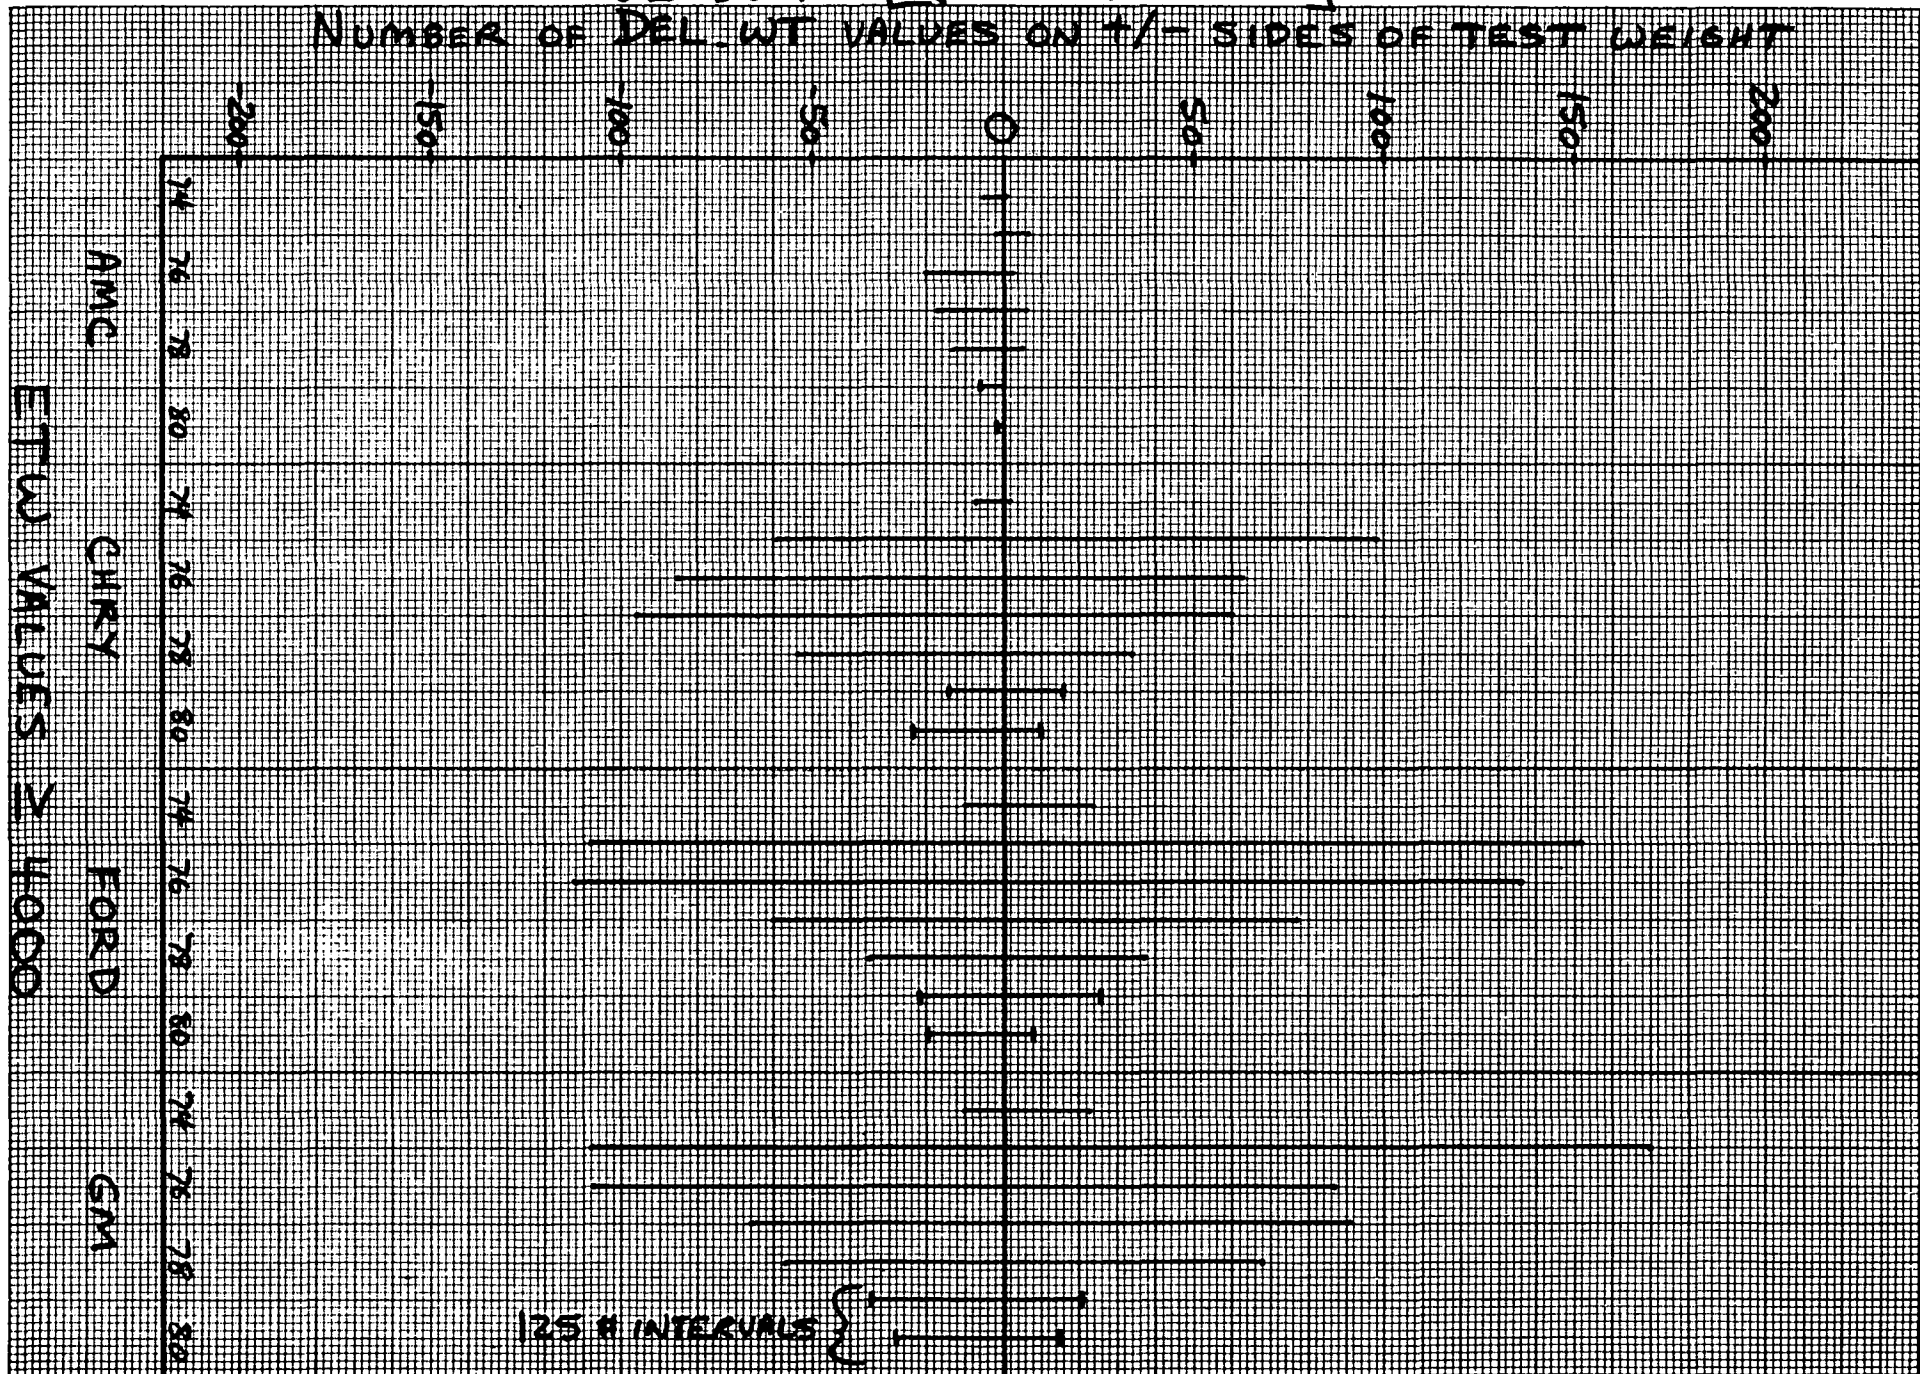 NUMBER OF DEL. WT VALUES ON +/- SIDES OF TEST WEIGHT
-200 -150 -100 -50 0 50 100 150 200
74 76 78 80 74 76 78 80 74 76 78 80 74 76 78 80
AMC CHRY FORD GM
ETW VALUES ≥ 4000
125 # INTERVALS